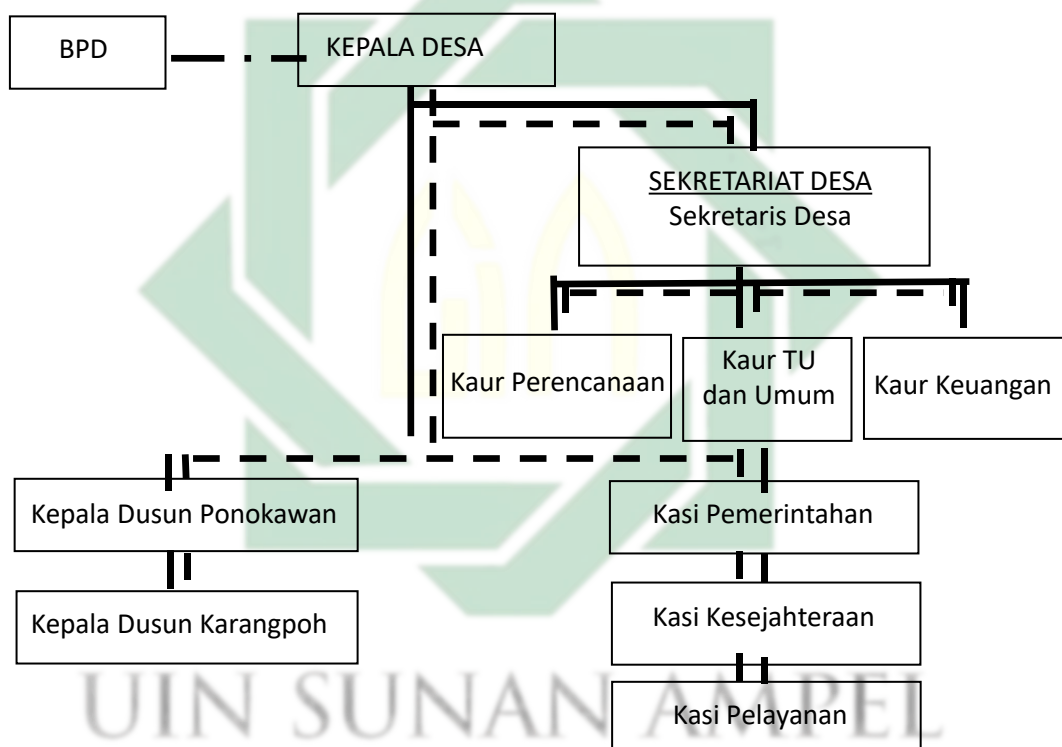 BPD
KEPALA DESA
SEKRETARIAT DESA
Sekretaris Desa
Kaur Perencanaan
Kaur TU
dan Umum
Kaur Keuangan
Kepala Dusun Ponokawan
Kasi Pemerintahan
Kepala Dusun Karangpoh
Kasi Kesejahteraan
Kasi Pelayanan
UIN SUNAN AMPEL